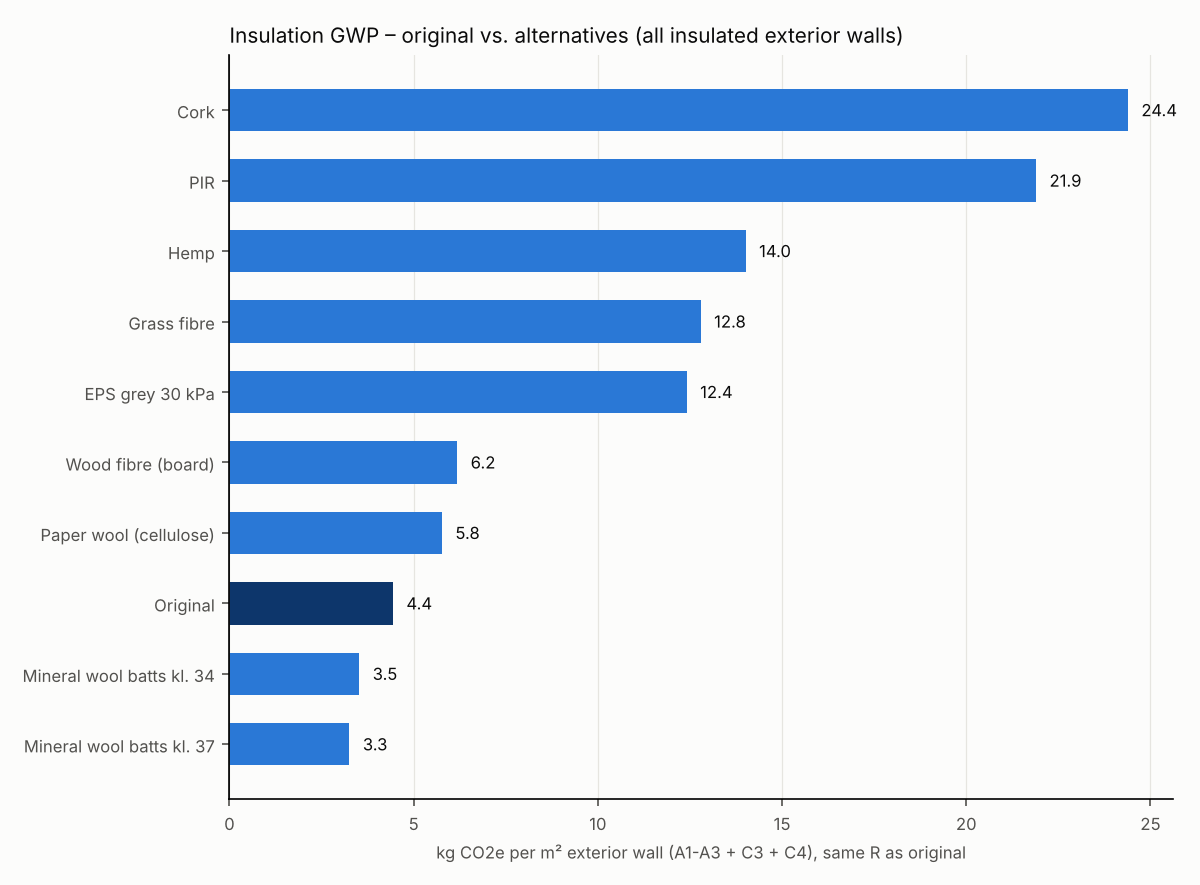 Insulation GWP – original vs. alternatives (all insulated exterior walls)
Cork 24.4
PIR 21.9
Hemp 14.0
Grass fibre 12.8
EPS grey 30 kPa 12.4
Wood fibre (board) 6.2
Paper wool (cellulose) 5.8
Original 4.4
Mineral wool batts kl. 34 3.5
Mineral wool batts kl. 37 3.3
0 5 10 15 20 25
kg CO2e per m² exterior wall (A1-A3 + C3 + C4), same R as original